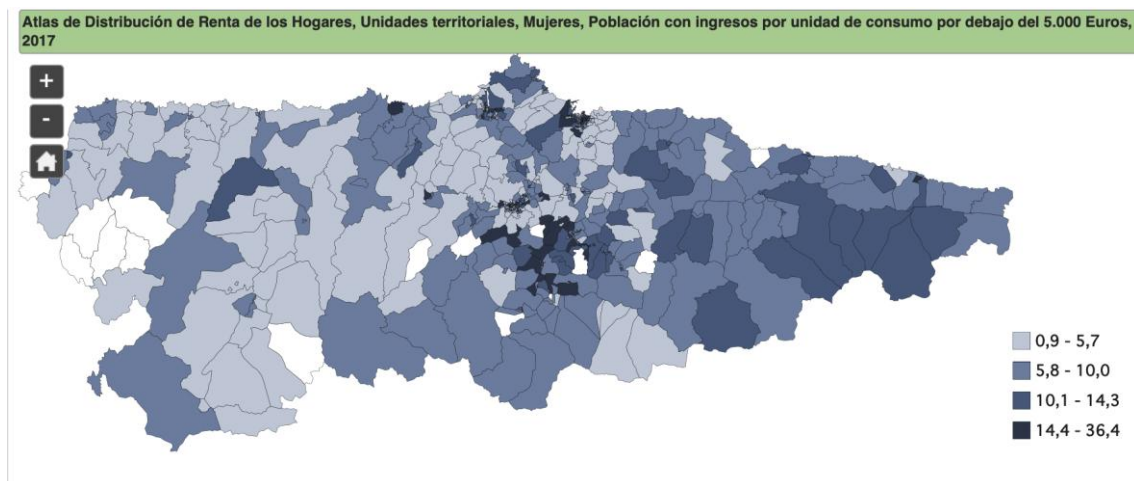 Atlas de Distribución de Renta de los Hogares, Unidades territoriales, Mujeres, Población con ingresos por unidad de consumo por debajo del 5.000 Euros,
2017
+
-
0,9 - 5,7
5,8 - 10,0
10,1 - 14,3
14,4 - 36,4